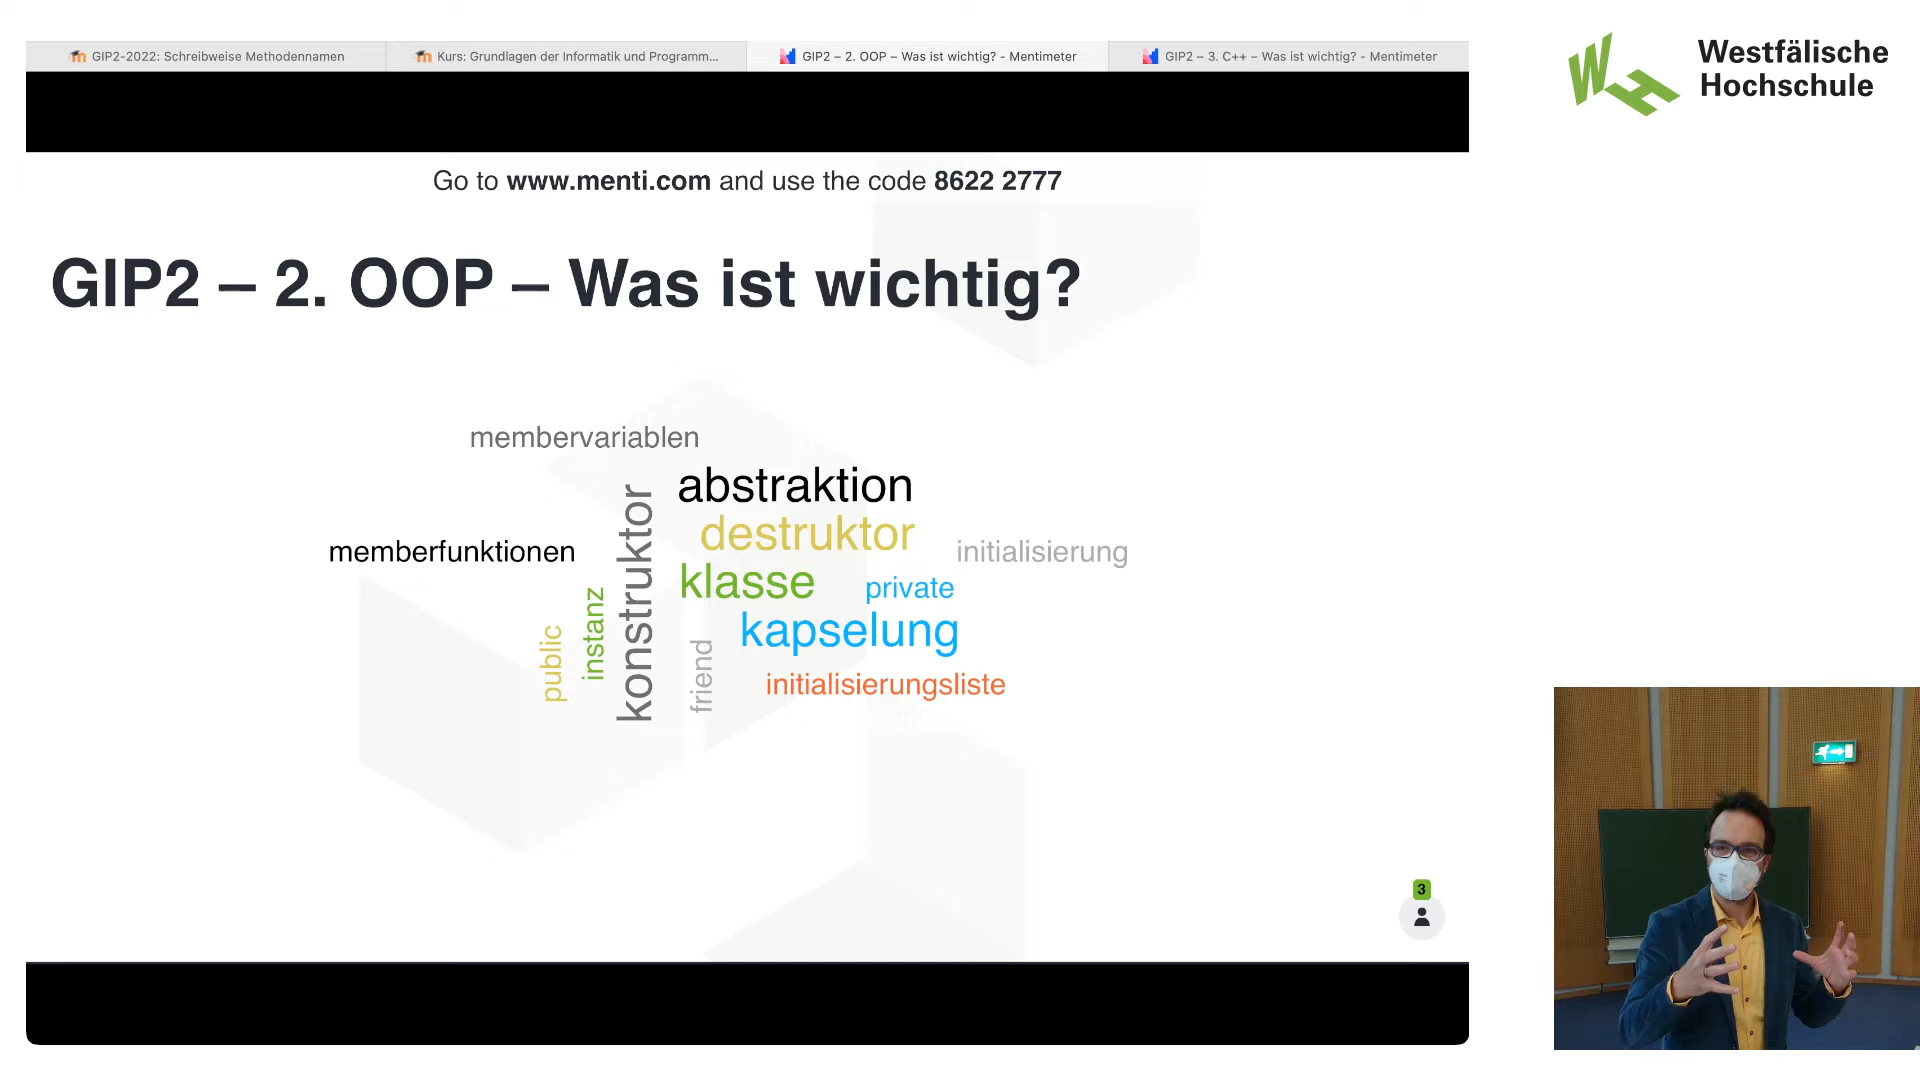 GIP2-2022: Schreibweise Methodennamen
Kurs: Grundlagen der Informatik und Programm...
GIP2 – 2. OOP – Was ist wichtig? - Mentimeter
GIP2 – 3. C++ – Was ist wichtig? - Mentimeter
Westfälische
Hochschule
Go to www.menti.com and use the code 8622 2777
GIP2 – 2. OOP – Was ist wichtig?
membervariablen
abstraktion
destruktor
memberfunktionen
initialisierung
klasse
private
konstruktor
instanz
public
kapselung
friend
initialisierungsliste
3